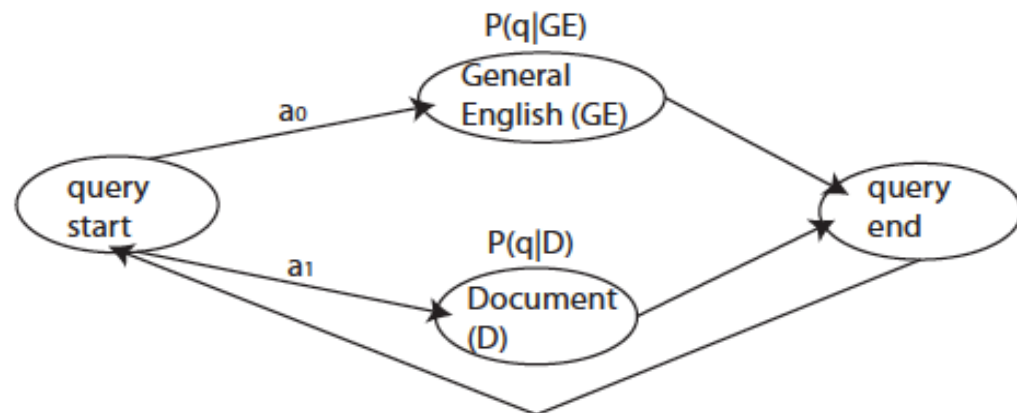 P(q|GE)
General
English (GE)
a0
query
start
query
end
P(q|D)
a1
Document
(D)